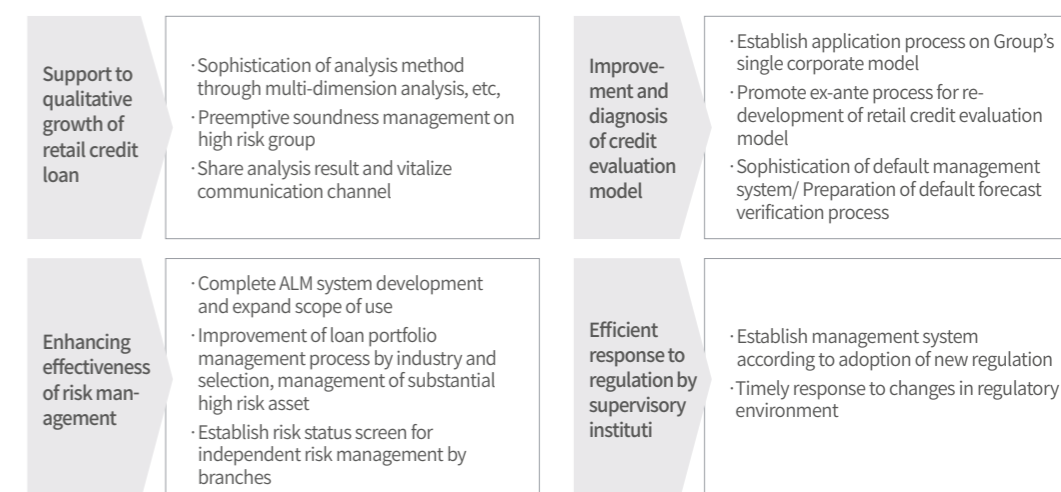 Support to
qualitative
growth of
retail credit
loan
·Sophistication of analysis method
through multi-dimension analysis, etc,
·Preemptive soundness management on
high risk group
·Share analysis result and vitalize
communication channel
Improve-
ment and
diagnosis
of credit
evaluation
model
·Establish application process on Group's
single corporate model
·Promote ex-ante process for re-
development of retail credit evaluation
model
·Sophistication of default management
system/ Preparation of default forecast
verification process
Enhancing
effectiveness
of risk man-
agement
·Complete ALM system development
and expand scope of use
·Improvement of loan portfolio
management process by industry and
selection, management of substantial
high risk asset
·Establish risk status screen for
independent risk management by
branches
Efficient
response to
regulation by
supervisory
instituti
·Establish management system
according to adoption of new regulation
·Timely response to changes in regulatory
environment